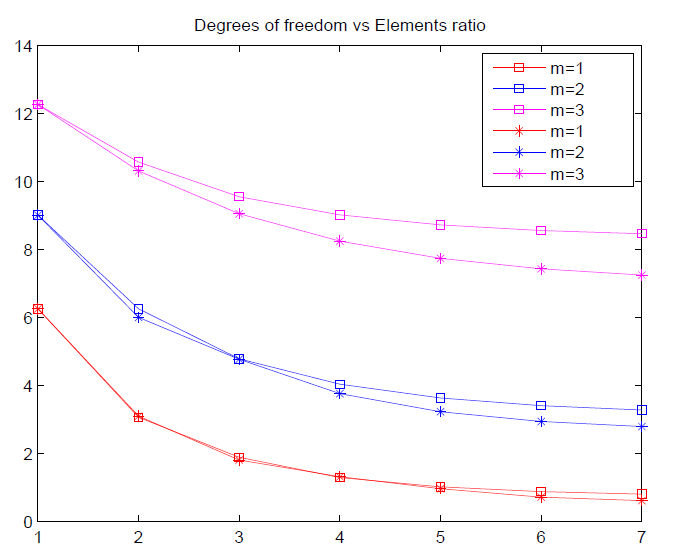 Degrees of freedom vs Elements ratio
14
12
10
8
6
4
2
0
m=1
m=2
m=3
m=1
m=2
m=3
1 2 3 4 5 6 7